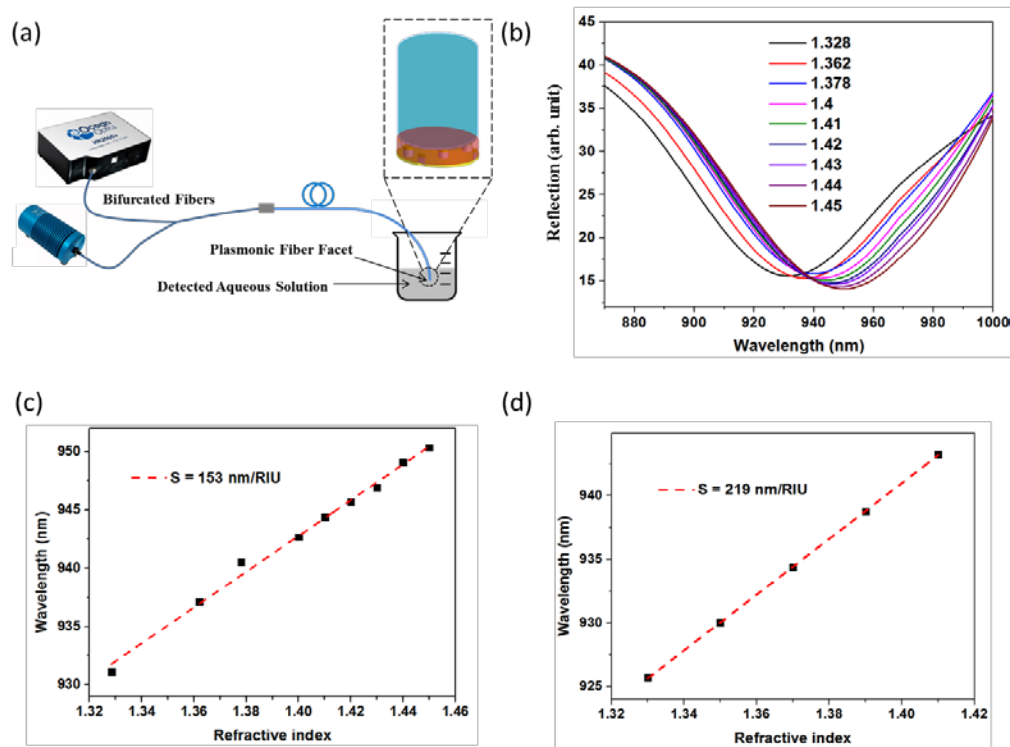 (a)
Ocean
Optics
Bifurcated Fibers
Plasmonic Fiber Facet
Detected Aqueous Solution
(b)
45
40
35
30
25
20
15
Reflection (arb. unit)
1.328
1.362
1.378
1.4
1.41
1.42
1.43
1.44
1.45
880 900 920 940 960 980 1000
Wavelength (nm)
(c)
950
945
940
935
930
Wavelength (nm)
S = 153 nm/RIU
1.32 1.34 1.36 1.38 1.40 1.42 1.44 1.46
Refractive index
(d)
940
935
930
925
Wavelength (nm)
S = 219 nm/RIU
1.32 1.34 1.36 1.38 1.40 1.42
Refractive index